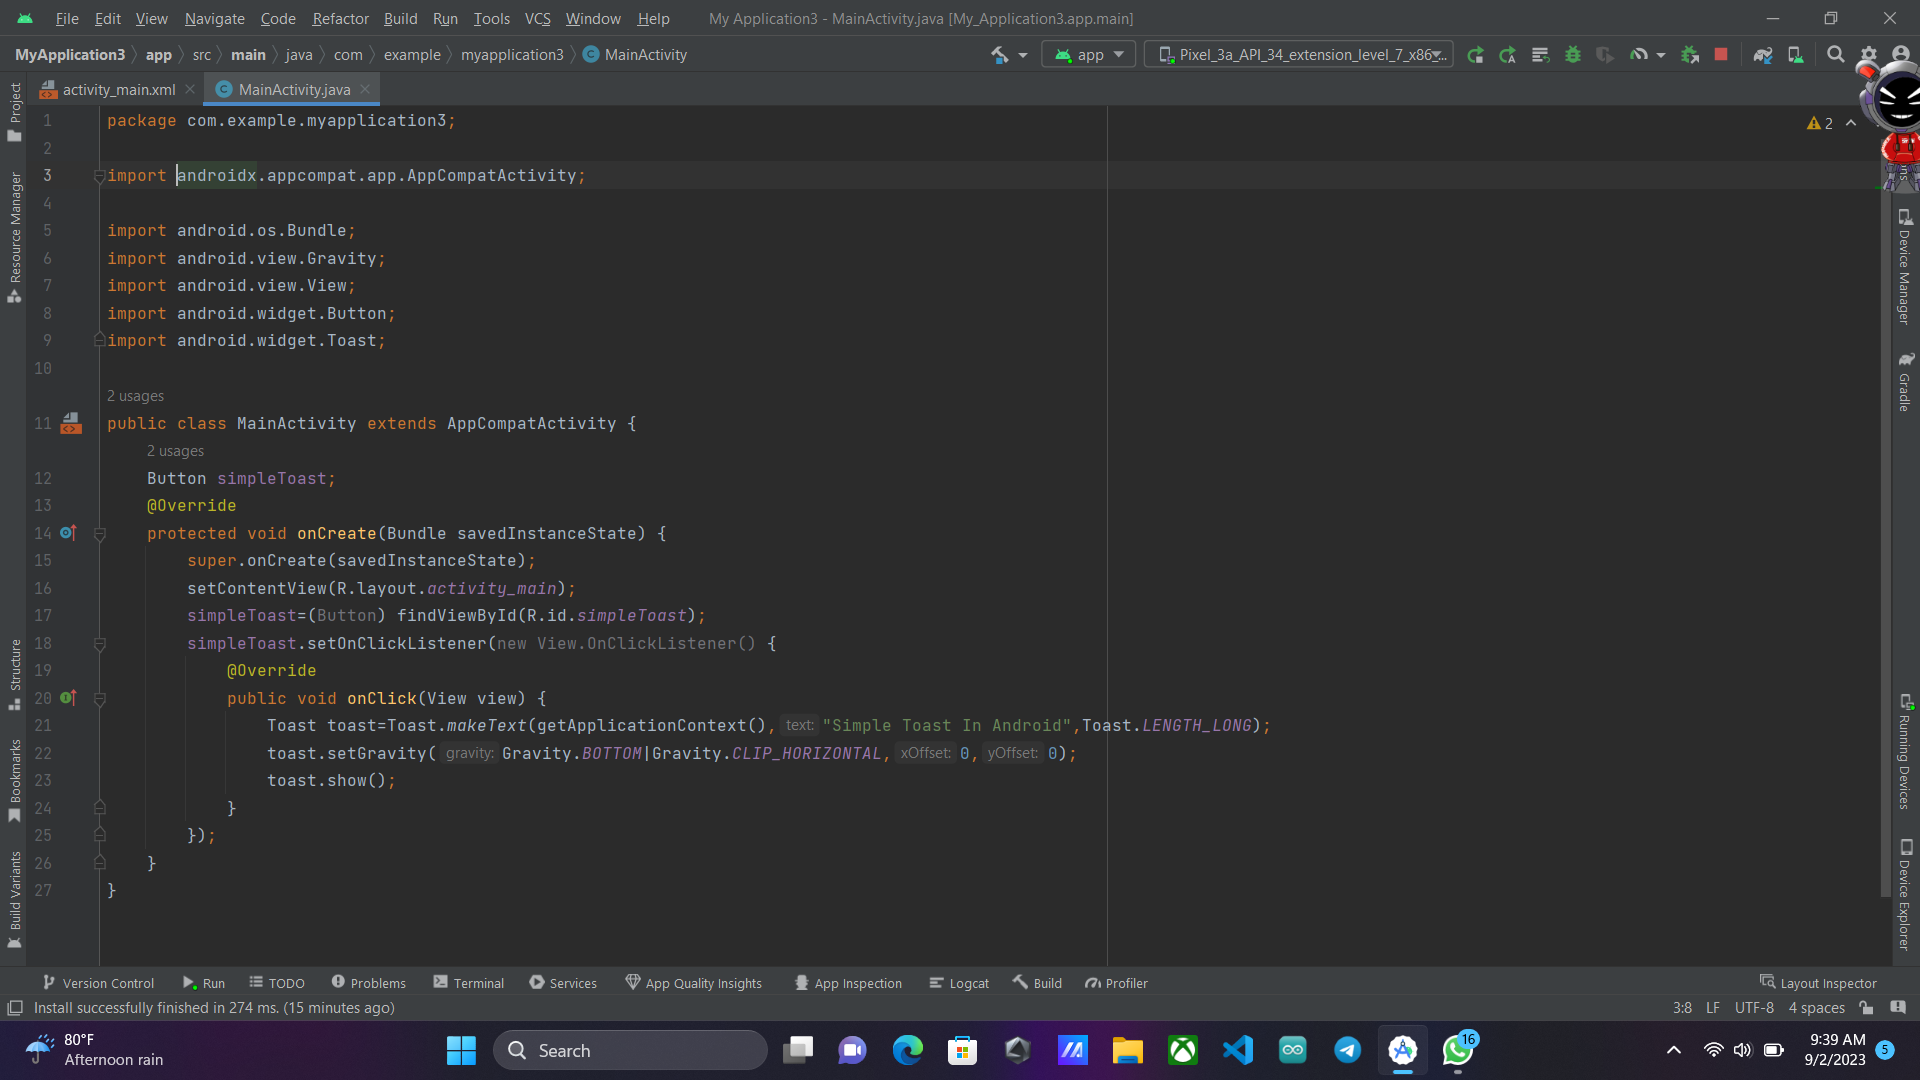 File Edit View Navigate Code Refactor Build Run Tools VCS Window Help My Application3 - MainActivity.java [My_Application3.app.main]
MyApplication3 app src main java com example myapplication3 MainActivity app Pixel_3a_API_34_extension_level_7_x86...
activity_main.xml MainActivity.java
Project
Resource Manager
Structure
Bookmarks
Build Variants
2
1 package com.example.myapplication3;
2
3 import androidx.appcompat.app.AppCompatActivity;
4
5 import android.os.Bundle;
6 import android.view.Gravity;
7 import android.view.View;
8 import android.widget.Button;
9 import android.widget.Toast;
10
2 usages
11 public class MainActivity extends AppCompatActivity {
2 usages
12 Button simpleToast;
13 @Override
14 protected void onCreate(Bundle savedInstanceState) {
15 super.onCreate(savedInstanceState);
16 setContentView(R.layout.activity_main);
17 simpleToast=(Button) findViewById(R.id.simpleToast);
18 simpleToast.setOnClickListener(new View.OnClickListener() {
19 @Override
20 public void onClick(View view) {
21 Toast toast=Toast.makeText(getApplicationContext(), text: "Simple Toast In Android",Toast.LENGTH_LONG);
22 toast.setGravity( gravity: Gravity.BOTTOM|Gravity.CLIP_HORIZONTAL, xOffset: 0, yOffset: 0);
23 toast.show();
24 }
25 });
26 }
27 }
Device Manager
Gradle
Running Devices
Device Explorer
Version Control Run TODO Problems Terminal Services App Quality Insights App Inspection Logcat Build Profiler Layout Inspector
Install successfully finished in 274 ms. (15 minutes ago) 3:8 LF UTF-8 4 spaces
80°F
Afternoon rain
Search
16
9:39 AM
9/2/2023
5